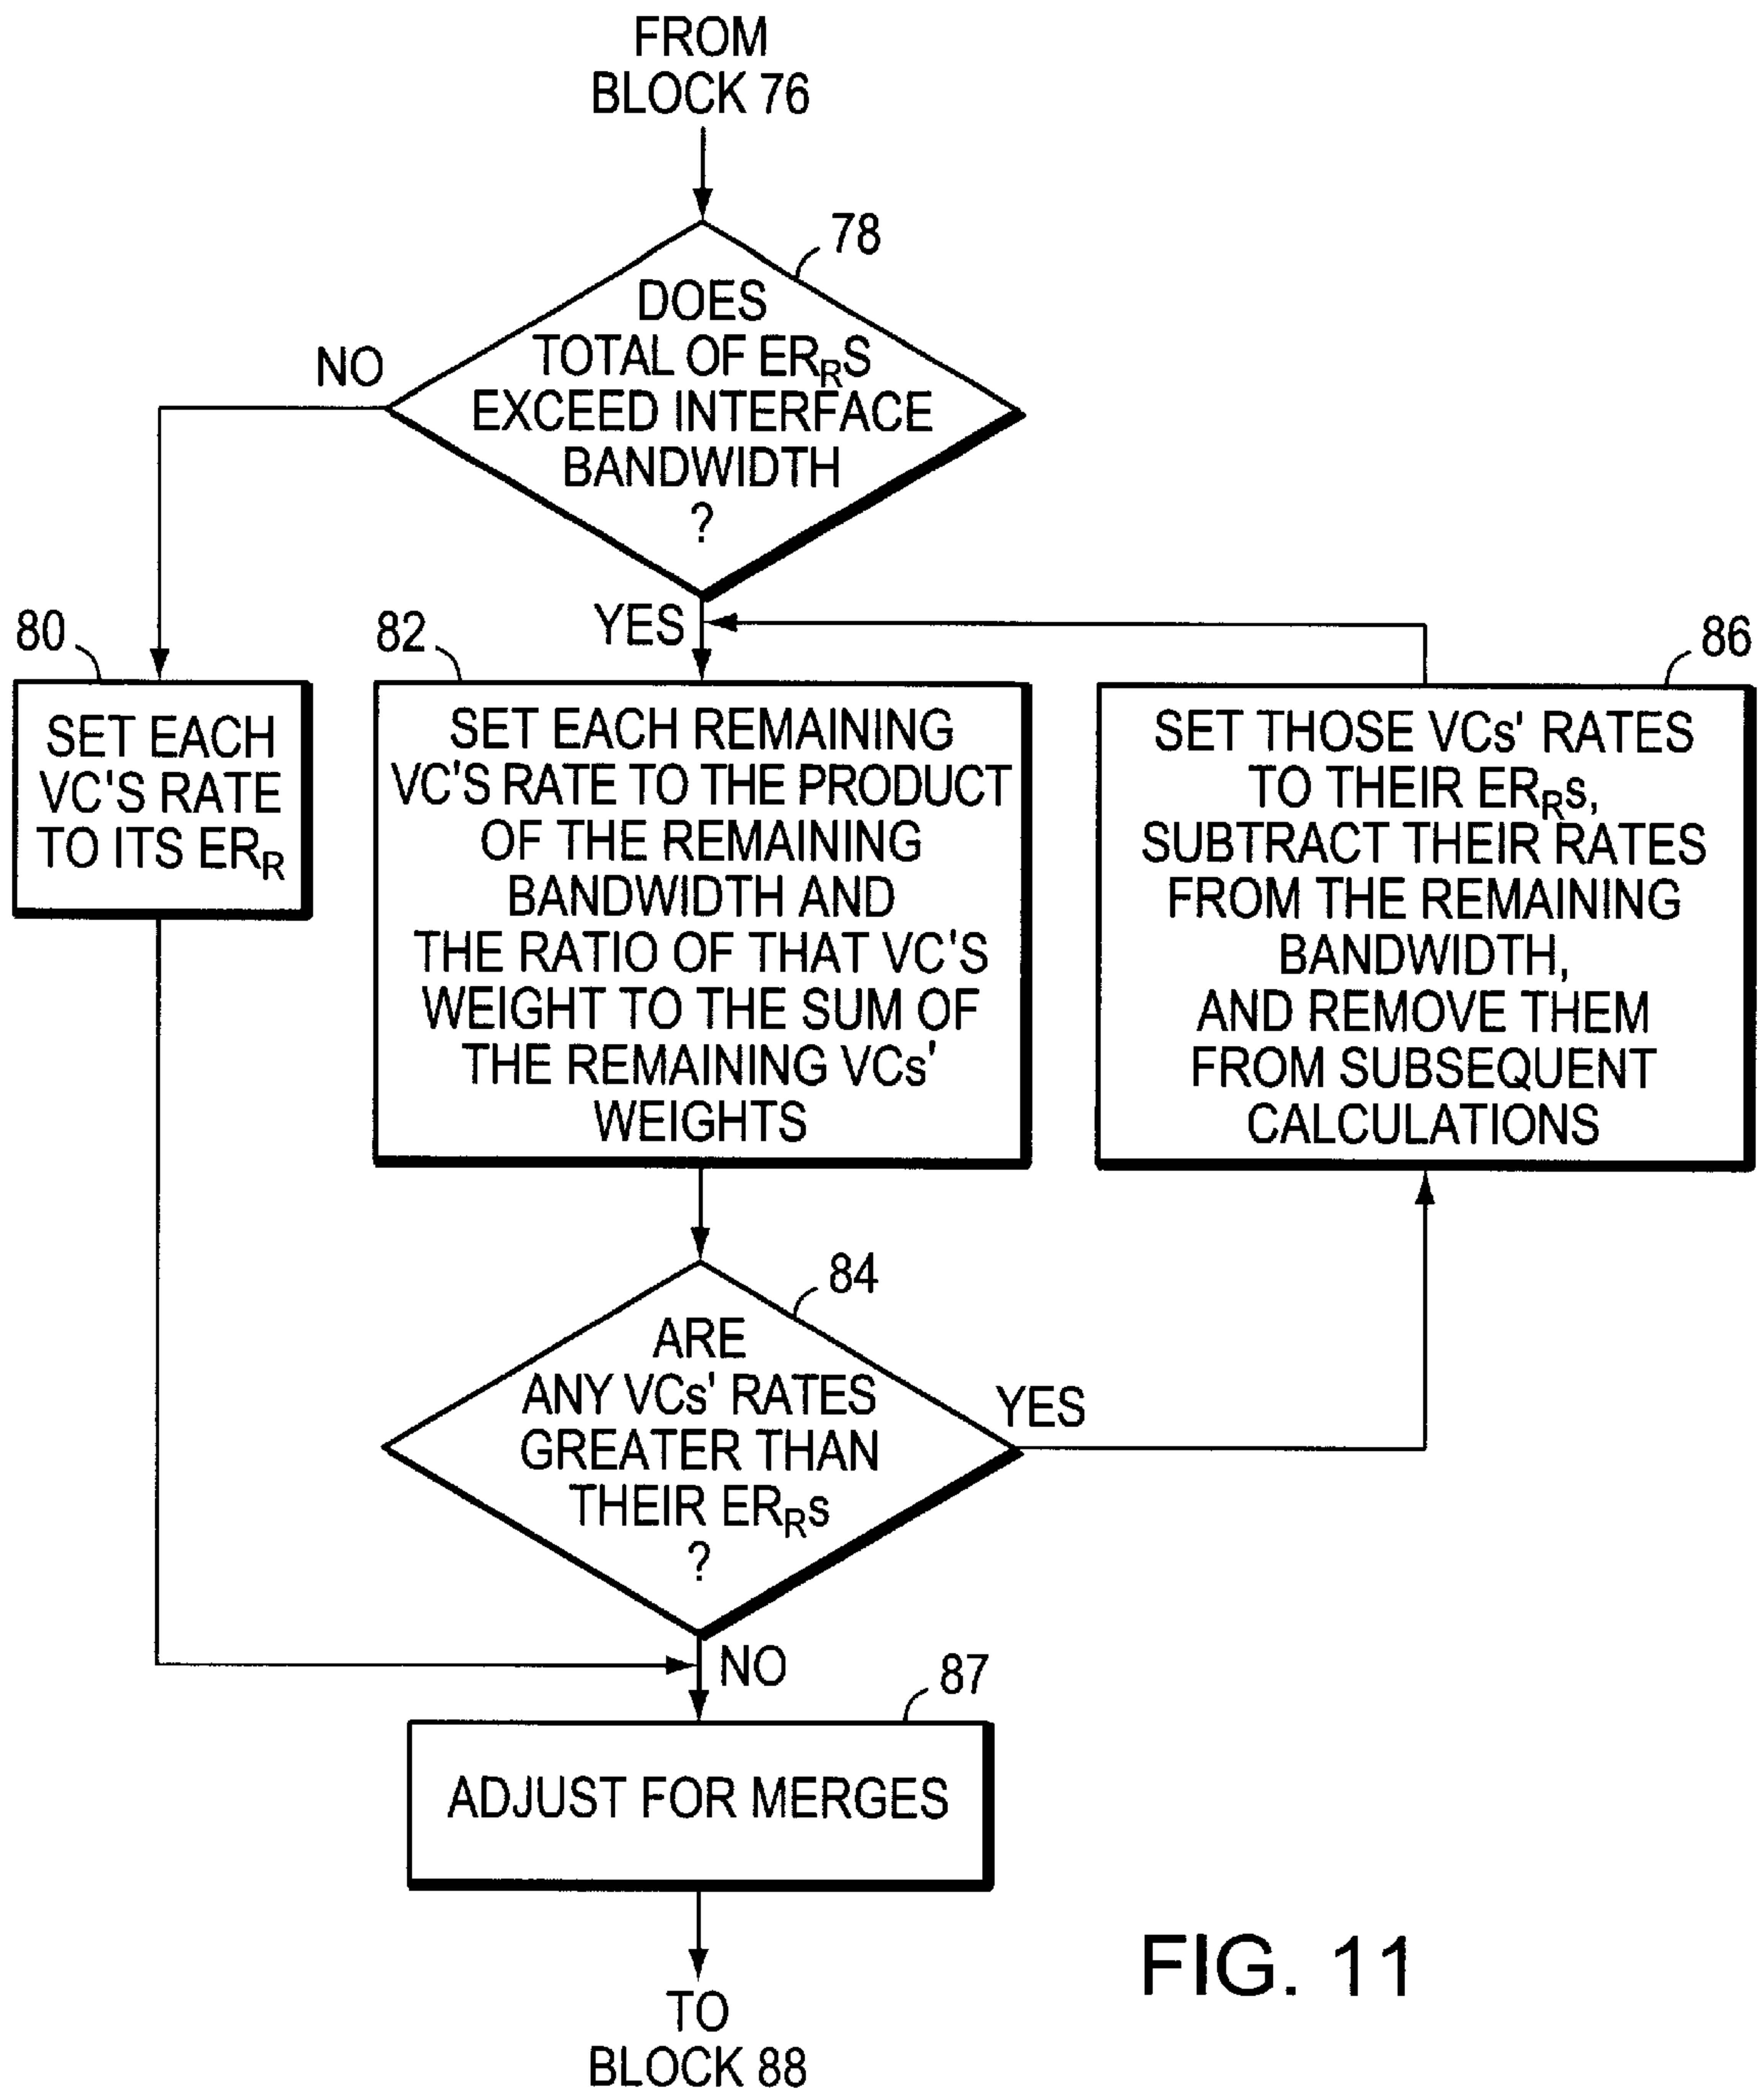 FROM
BLOCK 76
78
DOES
TOTAL OF ERRS
EXCEED INTERFACE
BANDWIDTH
?
NO
YES
80
SET EACH
VC'S RATE
TO ITS ERR
82
SET EACH REMAINING
VC'S RATE TO THE PRODUCT
OF THE REMAINING
BANDWIDTH AND
THE RATIO OF THAT VC'S
WEIGHT TO THE SUM OF
THE REMAINING VCs'
WEIGHTS
86
SET THOSE VCs' RATES
TO THEIR ERRs,
SUBTRACT THEIR RATES
FROM THE REMAINING
BANDWIDTH,
AND REMOVE THEM
FROM SUBSEQUENT
CALCULATIONS
84
ARE
ANY VCs' RATES
GREATER THAN
THEIR ERRs
?
YES
NO
87
ADJUST FOR MERGES
TO
BLOCK 88
FIG. 11